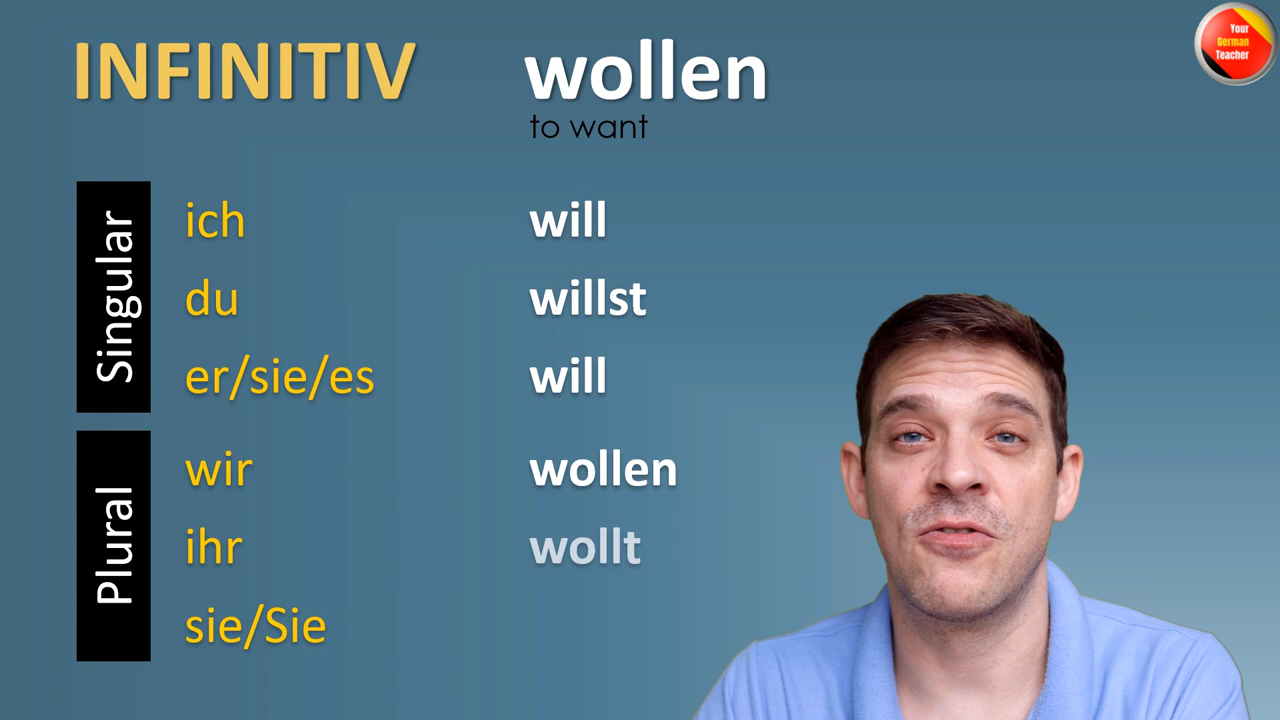 INFINITIV wollen
to want
Your
German
Teacher
Singular
ich will
du willst
er/sie/es will
Plural
wir wollen
ihr wollt
sie/Sie